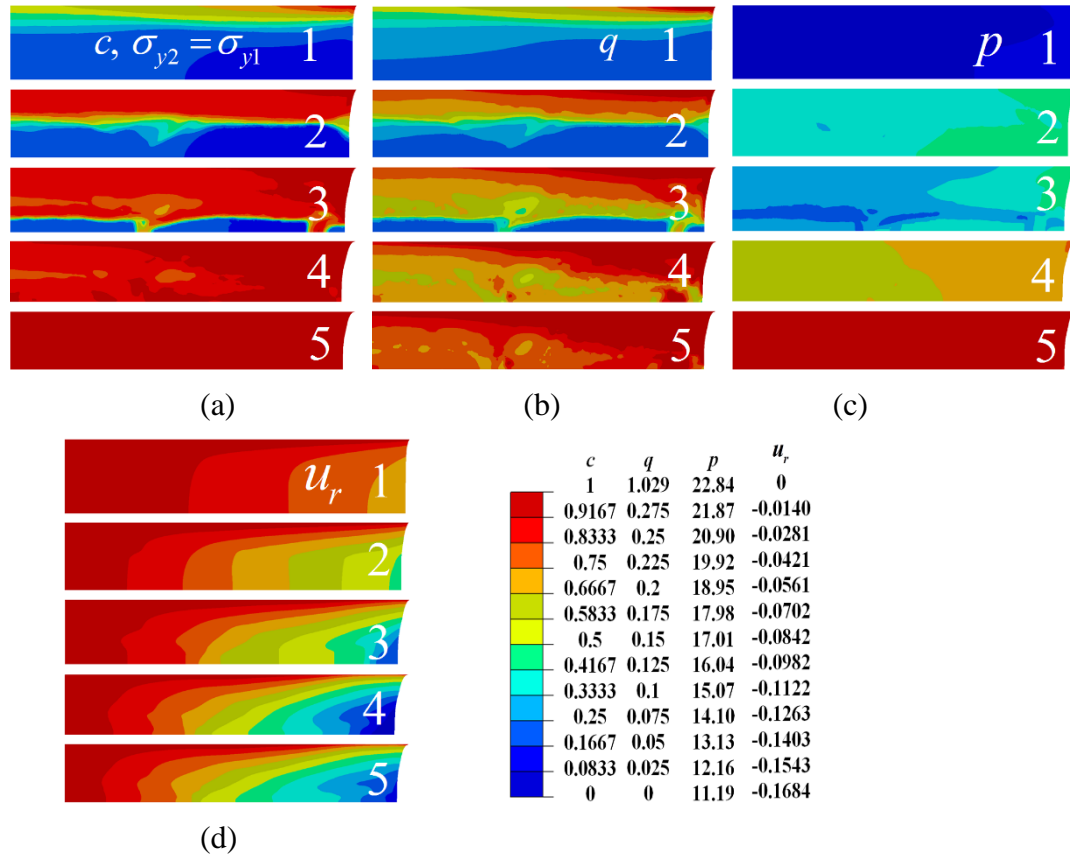 c, σy2 = σy1 1
q 1
p 1
2 2 2
3 3 3
4 4 4
5 5 5
(a) (b) (c)
ur 1
2
3
4
5
(d)
c q p ur
1 1.029 22.84 0
0.9167 0.275 21.87 -0.0140
0.8333 0.25 20.90 -0.0281
0.75 0.225 19.92 -0.0421
0.6667 0.2 18.95 -0.0561
0.5833 0.175 17.98 -0.0702
0.5 0.15 17.01 -0.0842
0.4167 0.125 16.04 -0.0982
0.3333 0.1 15.07 -0.1122
0.25 0.075 14.10 -0.1263
0.1667 0.05 13.13 -0.1403
0.0833 0.025 12.16 -0.1543
0 0 11.19 -0.1684